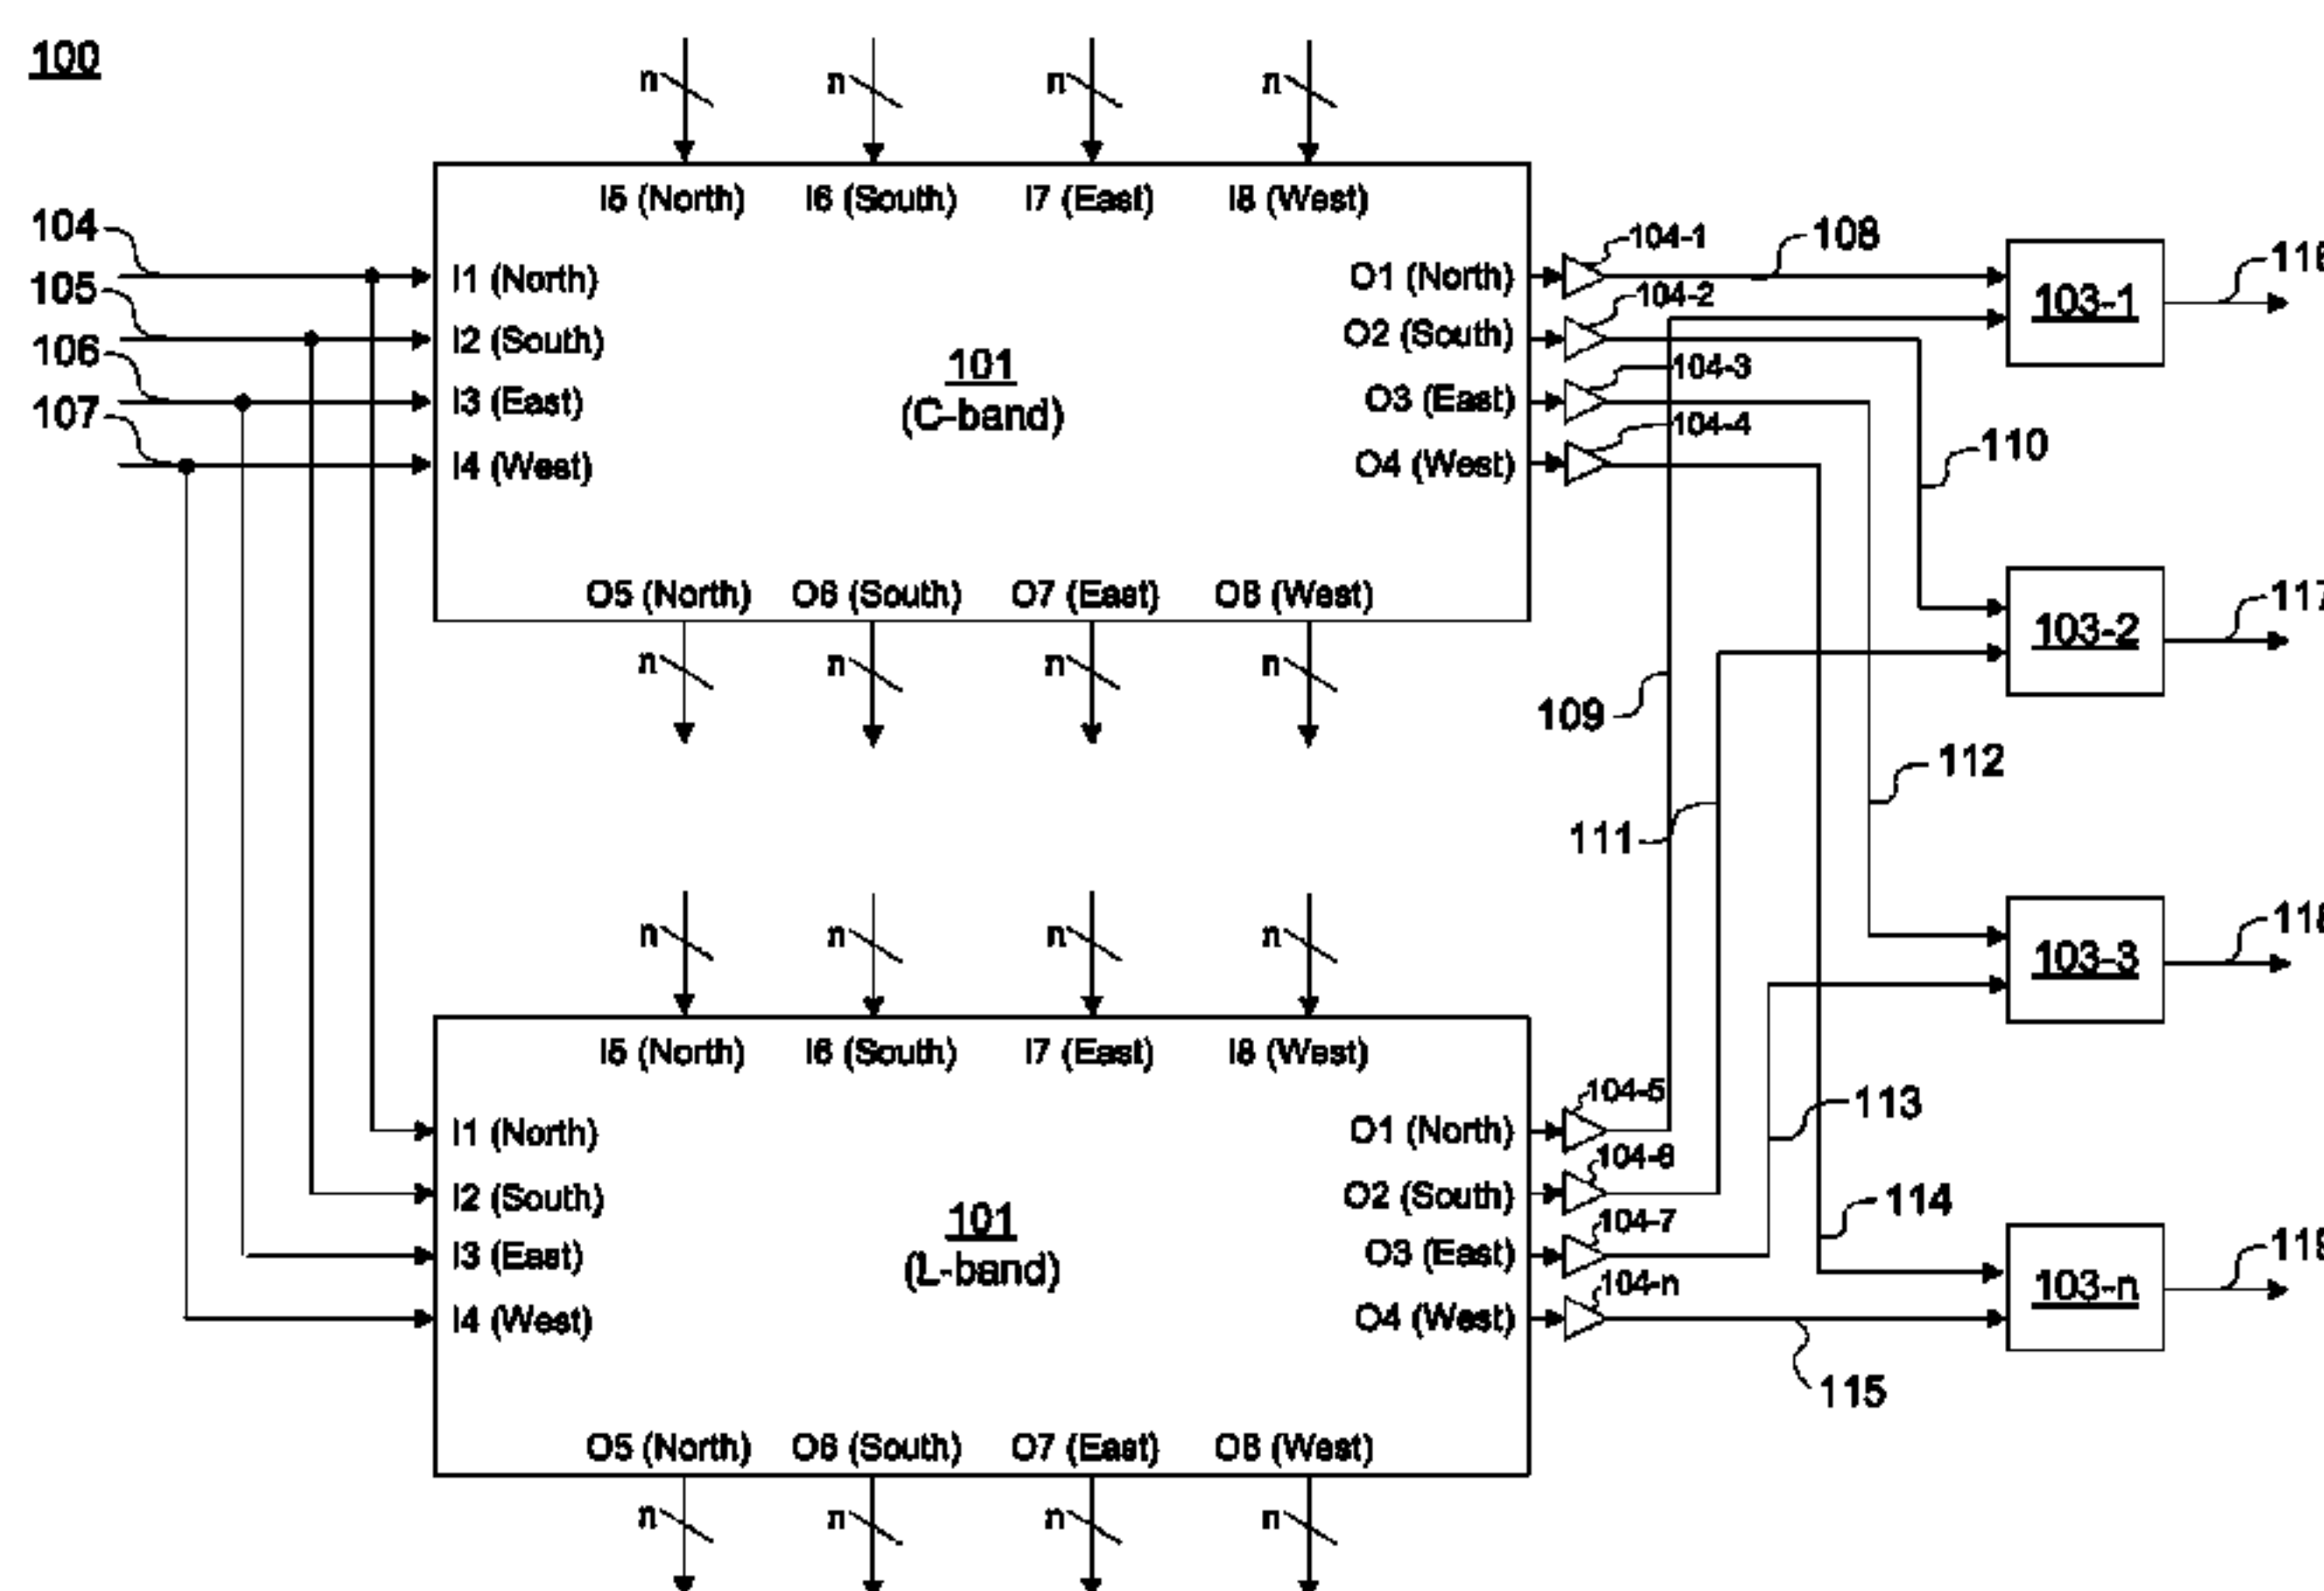 100
n n n n
I5 (North) I6 (South) I7 (East) I8 (West)
104
105
106
107
I1 (North)
I2 (South)
I3 (East)
I4 (West)
101
(C-band)
O1 (North)
O2 (South)
O3 (East)
O4 (West)
104-1
104-2
104-3
104-4
108
103-1
116
110
O5 (North) O6 (South) O7 (East) O8 (West)
n n n n
103-2
117
109
112
111
n n n n
103-3
118
I5 (North) I6 (South) I7 (East) I8 (West)
I1 (North)
I2 (South)
I3 (East)
I4 (West)
101
(L-band)
O1 (North)
O2 (South)
O3 (East)
O4 (West)
104-5
104-6
104-7
104-n
113
114
103-n
119
115
O5 (North) O6 (South) O7 (East) O8 (West)
n n n n